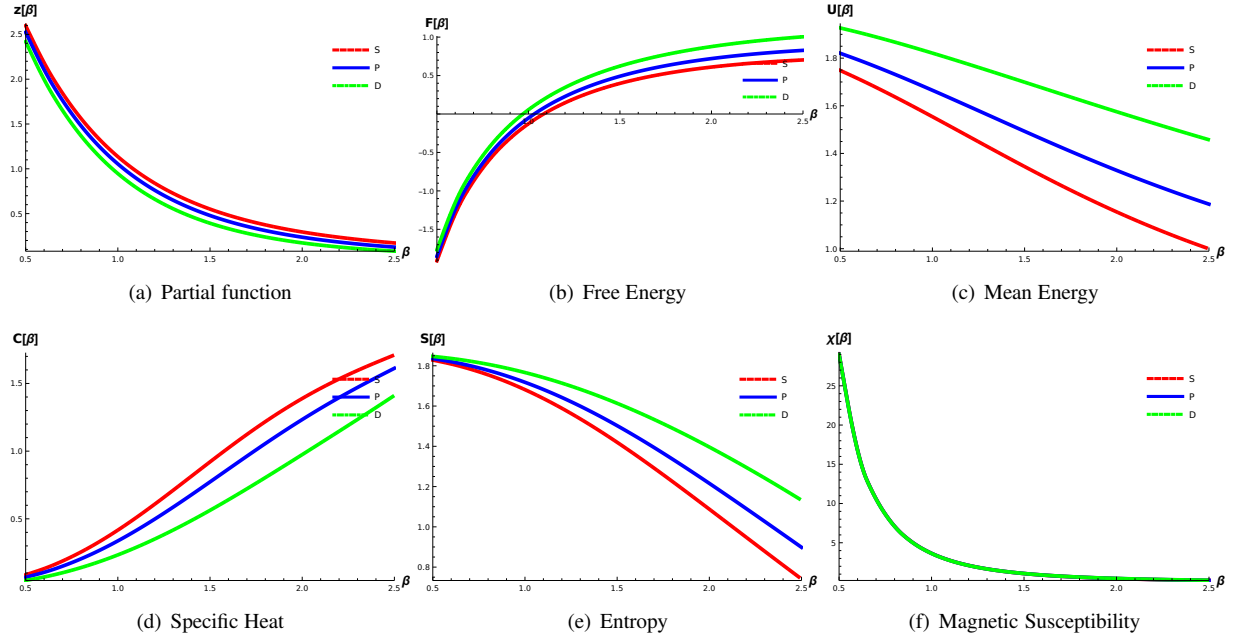 z[β]
2.5
2.0
1.5
1.0
0.5
0.5
1.0
1.5
2.0
2.5
β
S
P
D
(a) Partial function
F[β]
1.0
0.5
-0.5
-1.0
-1.5
1.0
1.5
2.0
2.5
β
S
P
D
(b) Free Energy
U[β]
1.8
1.6
1.4
1.2
1.0
0.5
1.0
1.5
2.0
2.5
β
S
P
D
(c) Mean Energy
C[β]
1.5
1.0
0.5
0.5
1.0
1.5
2.0
2.5
β
S
P
D
(d) Specific Heat
S[β]
1.8
1.6
1.4
1.2
1.0
0.8
0.5
1.0
1.5
2.0
2.5
β
S
P
D
(e) Entropy
χ[β]
25
20
15
10
5
0.5
1.0
1.5
2.0
2.5
β
S
P
D
(f) Magnetic Susceptibility